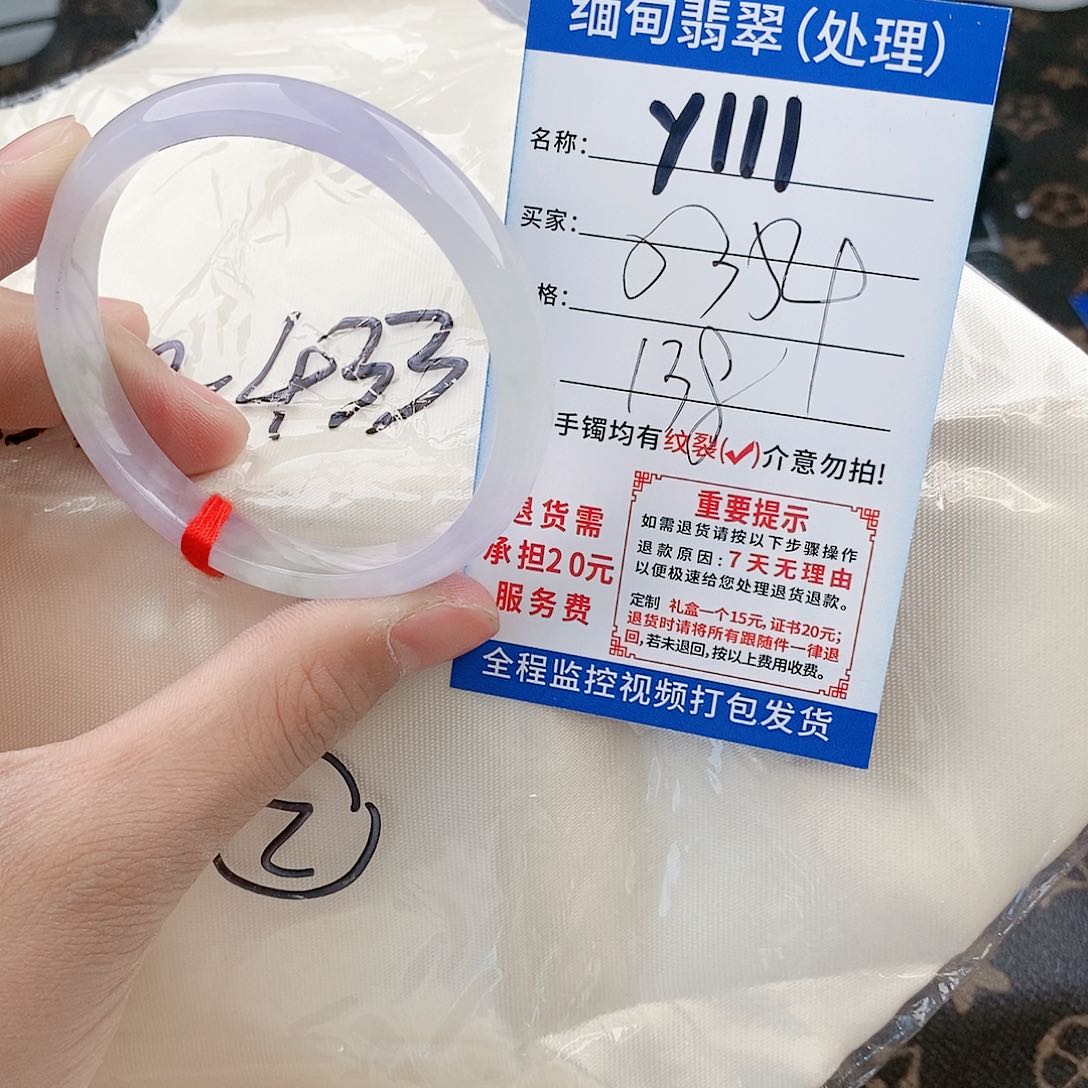 缅甸翡翠(处理)
名称: Y1111
买家: 0384
格:
138
手镯均有纹裂(✓)介意勿拍!
退货需
承担20元
服务费
重要提示
如需退货请按以下步骤操作
退款原因:7天无理由
以便极速给您处理退货退款。
定制 礼盒一个15元,证书20元;
退货时请将所有跟随件一律退
回,若未退回,按以上费用收费。
全程监控视频打包发货
433
2